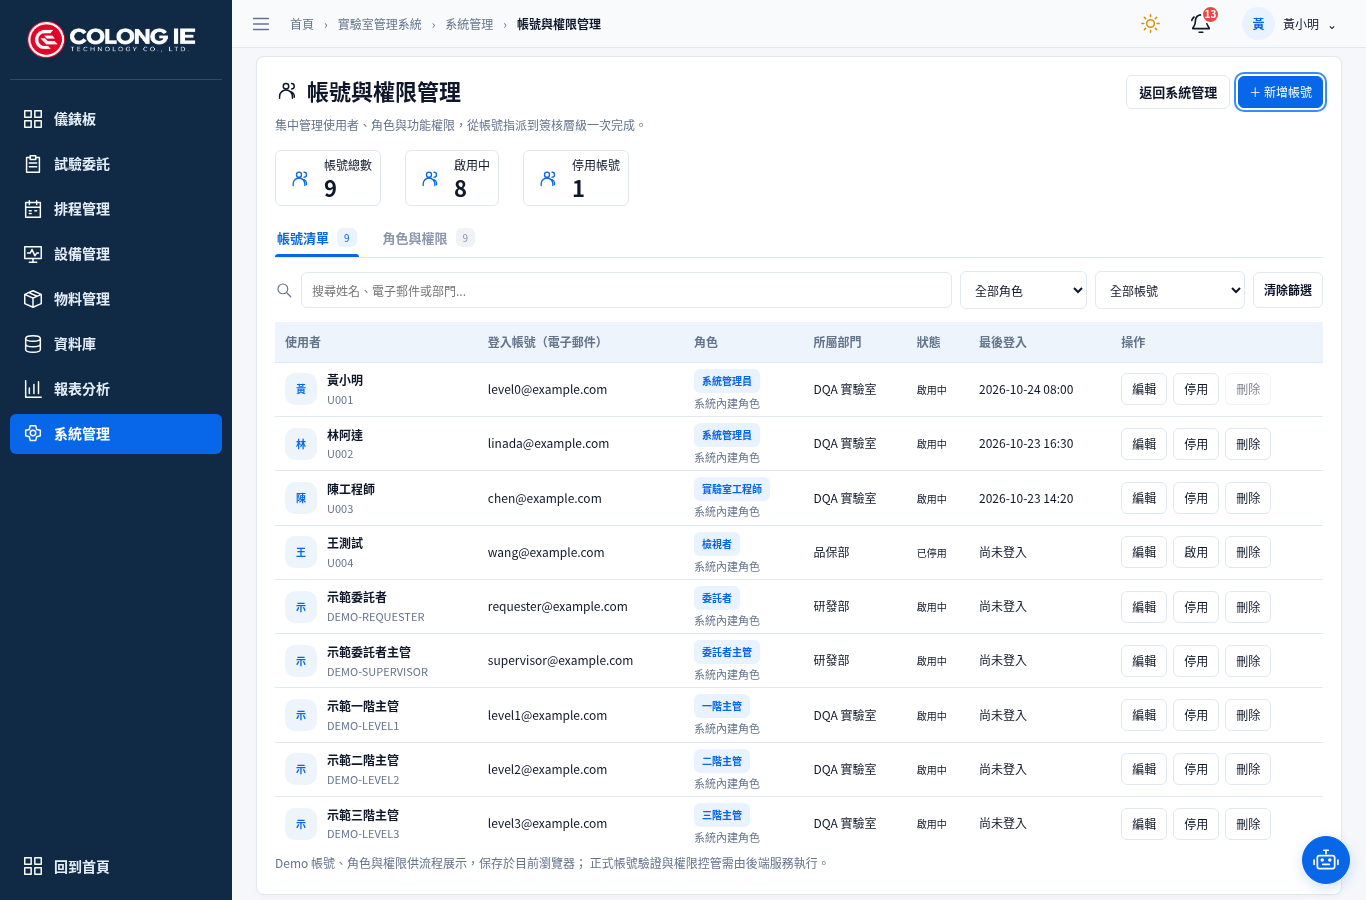 COLONG IE
TECHNOLOGY CO., LTD.
儀錶板
試驗委託
排程管理
設備管理
物料管理
資料庫
報表分析
系統管理
回到首頁
首頁 › 實驗室管理系統 › 系統管理 › 帳號與權限管理
13
黃 黃小明
帳號與權限管理
返回系統管理
＋ 新增帳號
集中管理使用者、角色與功能權限，從帳號指派到簽核層級一次完成。
帳號總數
9
啟用中
8
停用帳號
1
帳號清單 9
角色與權限 9
搜尋姓名、電子郵件或部門...
全部角色
全部帳號
清除篩選
使用者 登入帳號（電子郵件） 角色 所屬部門 狀態 最後登入 操作
黃 黃小明 U001 level0@example.com 系統管理員 系統內建角色 DQA 實驗室 啟用中 2026-10-24 08:00 編輯 停用 刪除
林 林阿達 U002 linada@example.com 系統管理員 系統內建角色 DQA 實驗室 啟用中 2026-10-23 16:30 編輯 停用 刪除
陳 陳工程師 U003 chen@example.com 實驗室工程師 系統內建角色 DQA 實驗室 啟用中 2026-10-23 14:20 編輯 停用 刪除
王 王測試 U004 wang@example.com 檢視者 系統內建角色 品保部 已停用 尚未登入 編輯 啟用 刪除
示 示範委託者 DEMO-REQUESTER requester@example.com 委託者 系統內建角色 研發部 啟用中 尚未登入 編輯 停用 刪除
示 示範委託者主管 DEMO-SUPERVISOR supervisor@example.com 委託者主管 系統內建角色 研發部 啟用中 尚未登入 編輯 停用 刪除
示 示範一階主管 DEMO-LEVEL1 level1@example.com 一階主管 系統內建角色 DQA 實驗室 啟用中 尚未登入 編輯 停用 刪除
示 示範二階主管 DEMO-LEVEL2 level2@example.com 二階主管 系統內建角色 DQA 實驗室 啟用中 尚未登入 編輯 停用 刪除
示 示範三階主管 DEMO-LEVEL3 level3@example.com 三階主管 系統內建角色 DQA 實驗室 啟用中 尚未登入 編輯 停用 刪除
Demo 帳號、角色與權限供流程展示，保存於目前瀏覽器； 正式帳號驗證與權限控管需由後端服務執行。